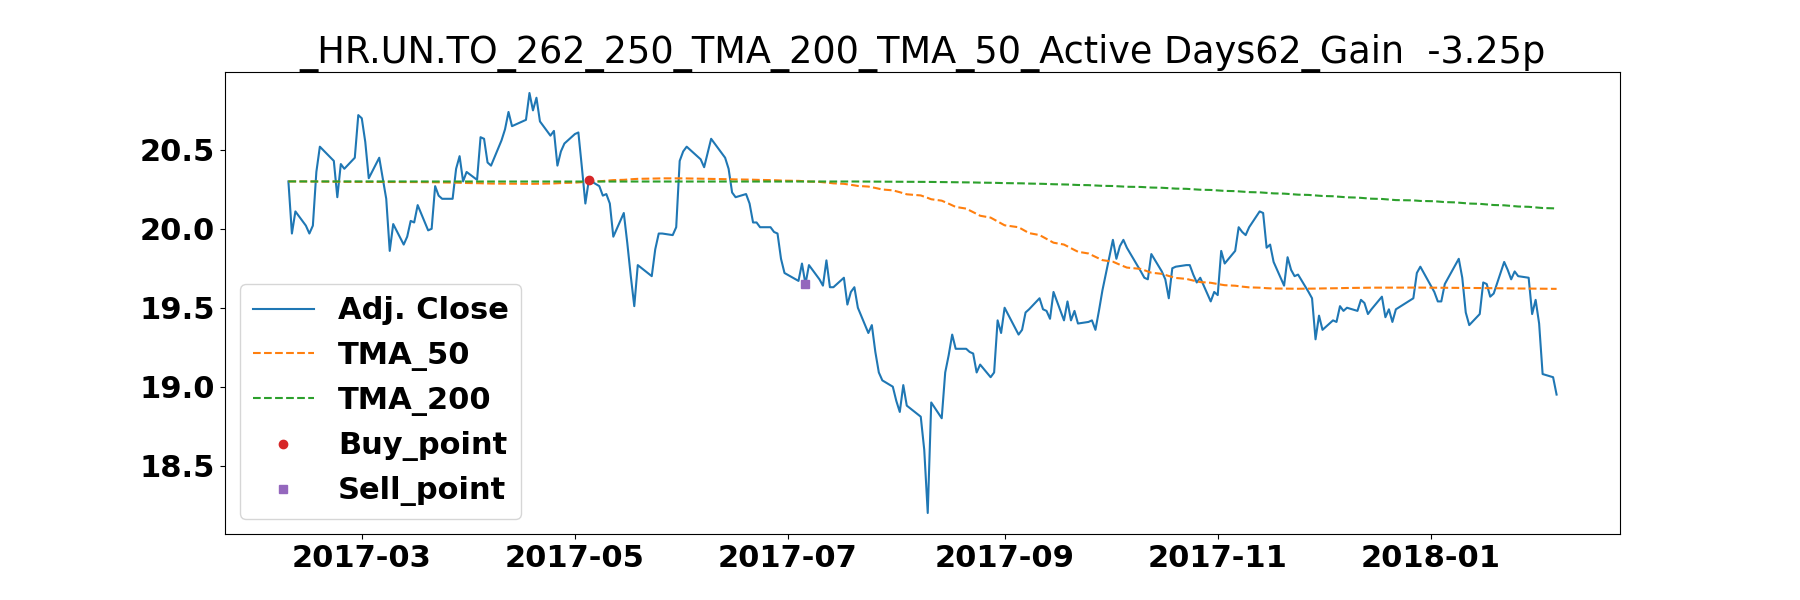 _HR.UN.TO_262_250_TMA_200_TMA_50_Active Days62_Gain  -3.25p
20.5
20.0
19.5
19.0
18.5
Adj. Close
TMA_50
TMA_200
Buy_point
Sell_point
2017-03 2017-05 2017-07 2017-09 2017-11 2018-01